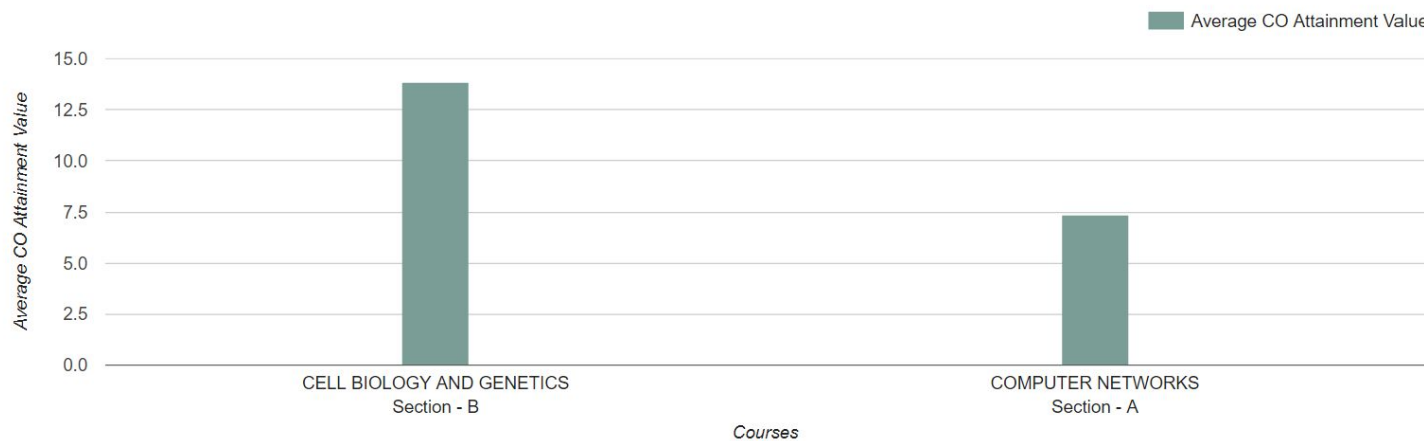 Average CO Attainment Value
15.0
12.5
10.0
7.5
5.0
2.5
0.0
Average CO Attainment Value
CELL BIOLOGY AND GENETICS
Section - B
COMPUTER NETWORKS
Section - A
Courses